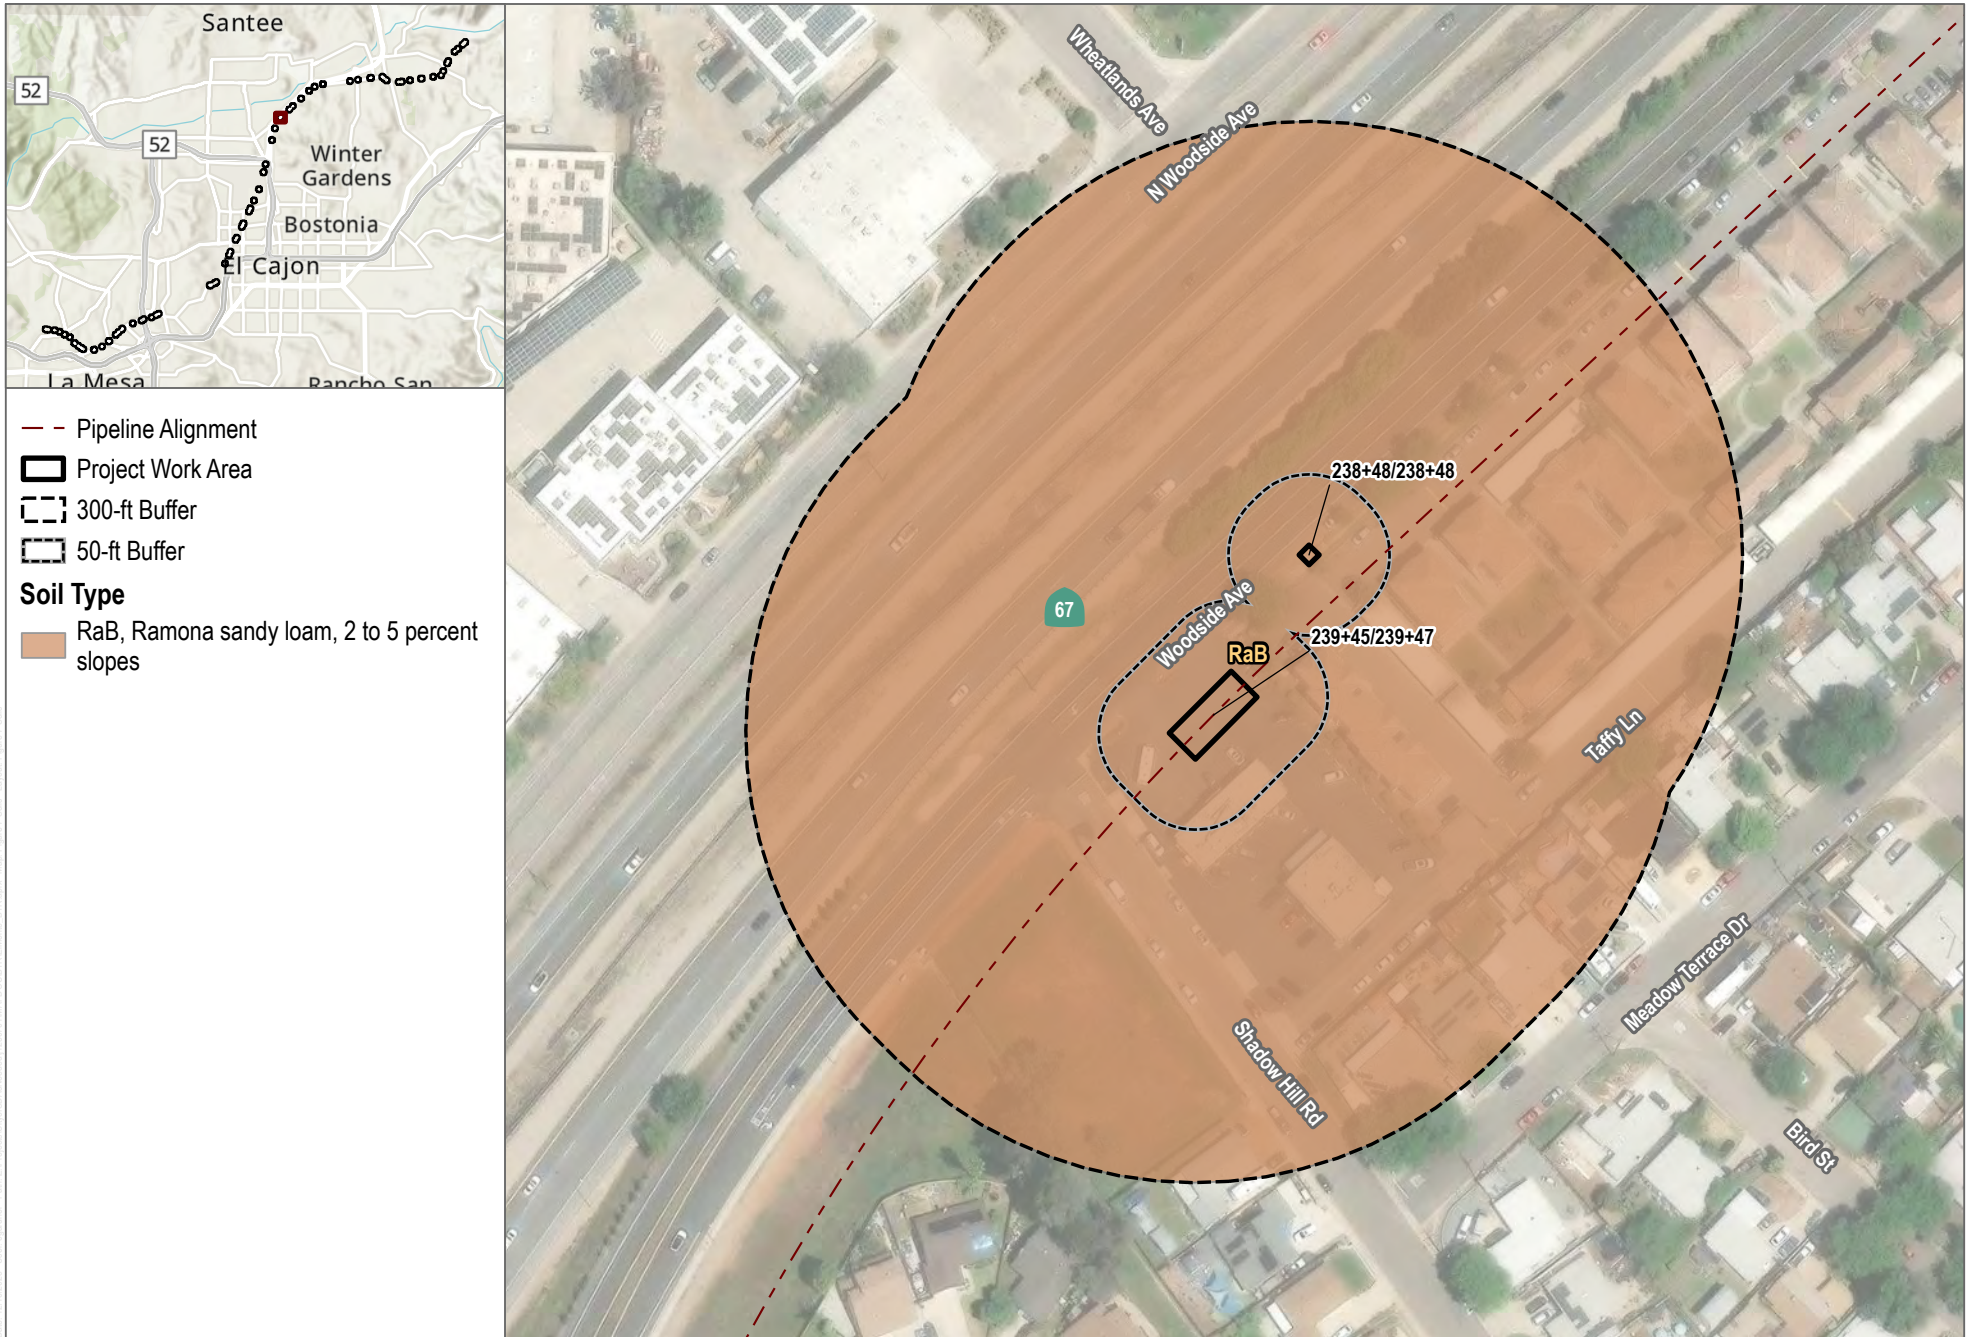 Santee
52
52
Winter
Gardens
Bostonia
El Cajon
La Mesa
Rancho San
Pipeline Alignment
Project Work Area
300-ft Buffer
50-ft Buffer
Soil Type
RaB, Ramona sandy loam, 2 to 5 percent
slopes
Wheatlands Ave
N Woodside Ave
238+48/238+48
67
Woodside Ave
239+45/239+47
RaB
Taffy Ln
Meadow Terrace Dr
Shadow Hill Rd
Bird St